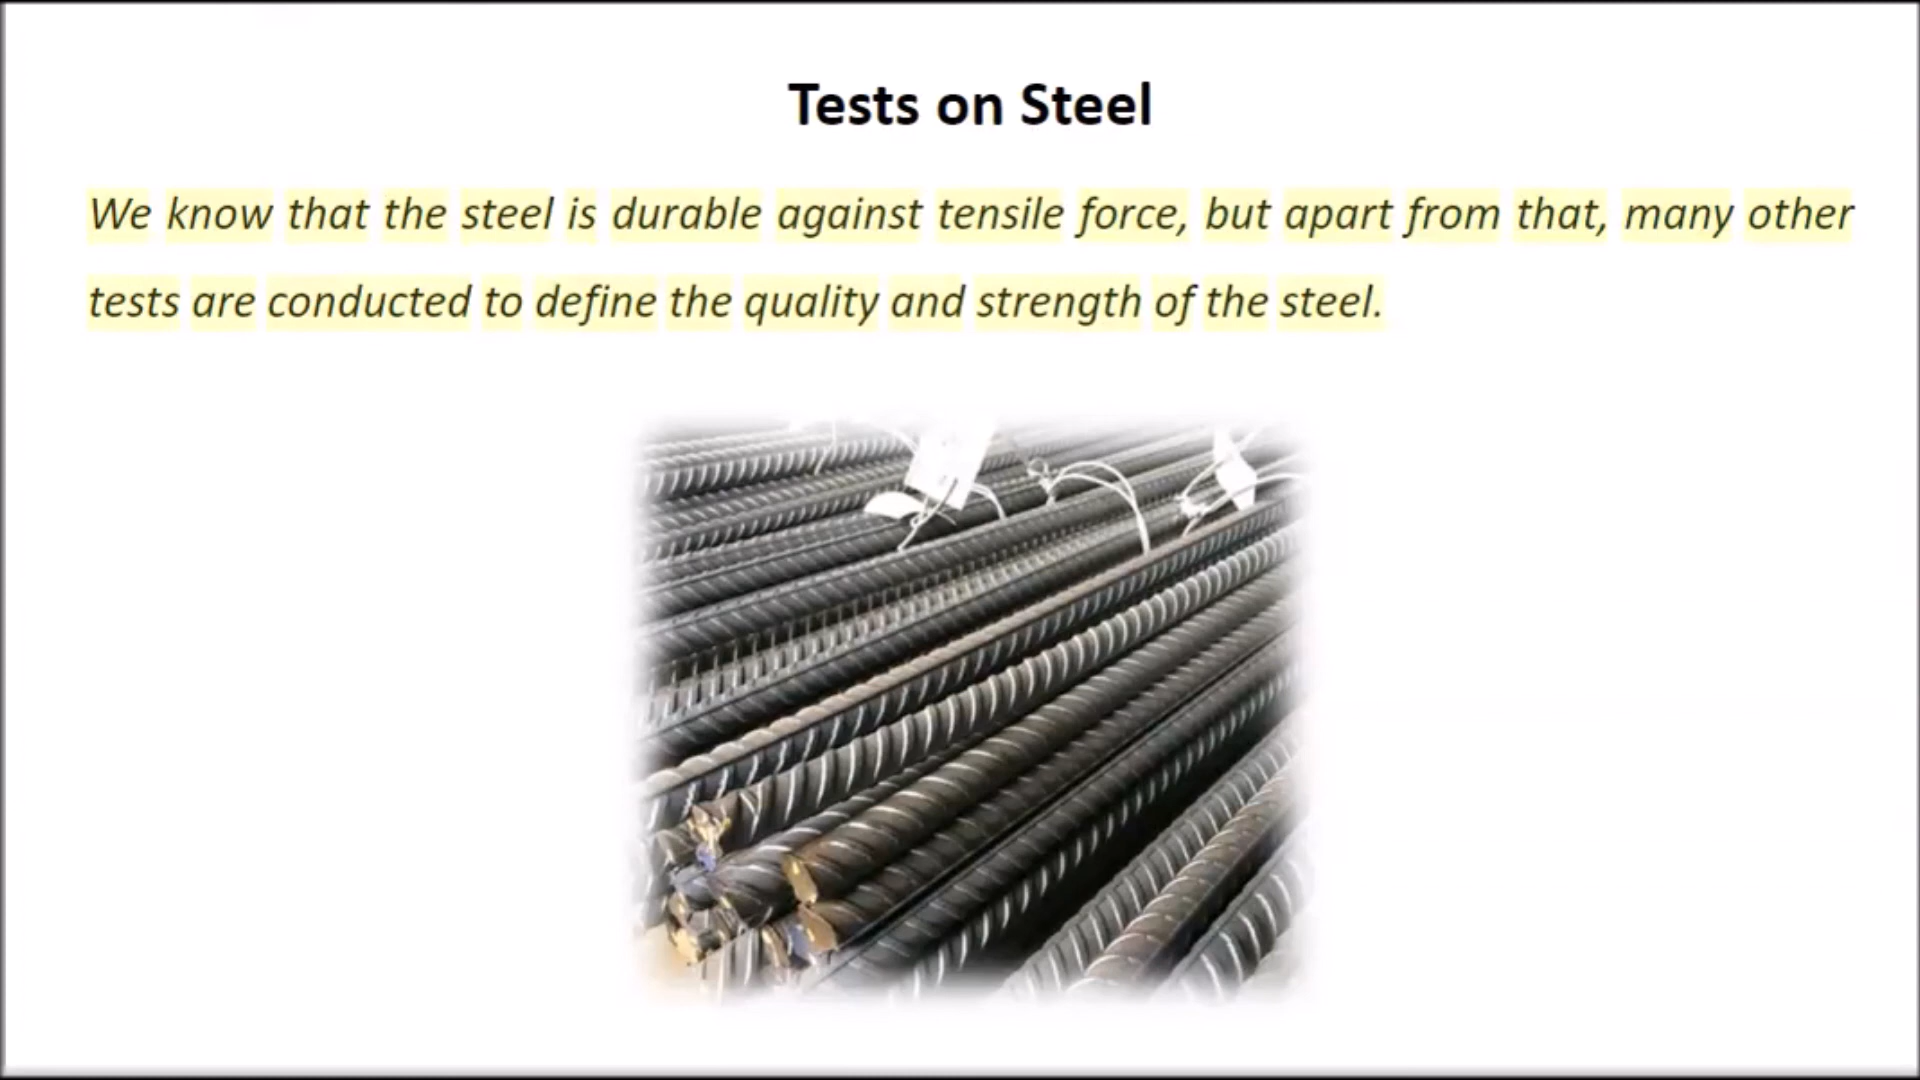 Tests on Steel
We know that the steel is durable against tensile force, but apart from that, many other
tests are conducted to define the quality and strength of the steel.